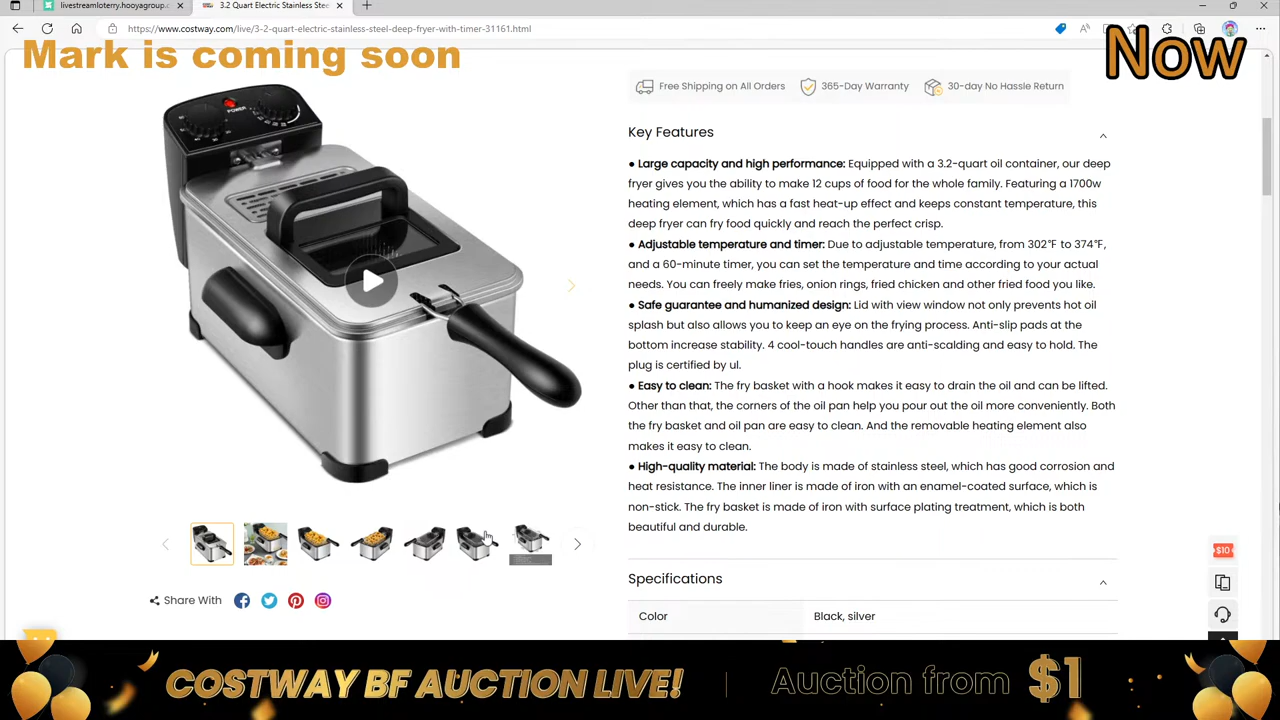 livestreamloterry.hooyagroup.c
3.2 Quart Electric Stainless Stee
https://www.costway.com/live/3-2-quart-electric-stainless-steel-deep-fryer-with-timer-31161.html
Mark is coming soon
Now
POWER
Free Shipping on All Orders
365-Day Warranty
30-day No Hassle Return
Key Features
● Large capacity and high performance: Equipped with a 3.2-quart oil container, our deep
fryer gives you the ability to make 12 cups of food for the whole family. Featuring a 1700w
heating element, which has a fast heat-up effect and keeps constant temperature, this
deep fryer can fry food quickly and reach the perfect crisp.
● Adjustable temperature and timer: Due to adjustable temperature, from 302℉ to 374℉,
and a 60-minute timer, you can set the temperature and time according to your actual
needs. You can freely make fries, onion rings, fried chicken and other fried food you like.
● Safe guarantee and humanized design: Lid with view window not only prevents hot oil
splash but also allows you to keep an eye on the frying process. Anti-slip pads at the
bottom increase stability. 4 cool-touch handles are anti-scalding and easy to hold. The
plug is certified by ul.
● Easy to clean: The fry basket with a hook makes it easy to drain the oil and can be lifted.
Other than that, the corners of the oil pan help you pour out the oil more conveniently. Both
the fry basket and oil pan are easy to clean. And the removable heating element also
makes it easy to clean.
● High-quality material: The body is made of stainless steel, which has good corrosion and
heat resistance. The inner liner is made of iron with an enamel-coated surface, which is
non-stick. The fry basket is made of iron with surface plating treatment, which is both
beautiful and durable.
Specifications
Color
Black, silver
Share With
$10
COSTWAY BF AUCTION LIVE!
Auction from $1